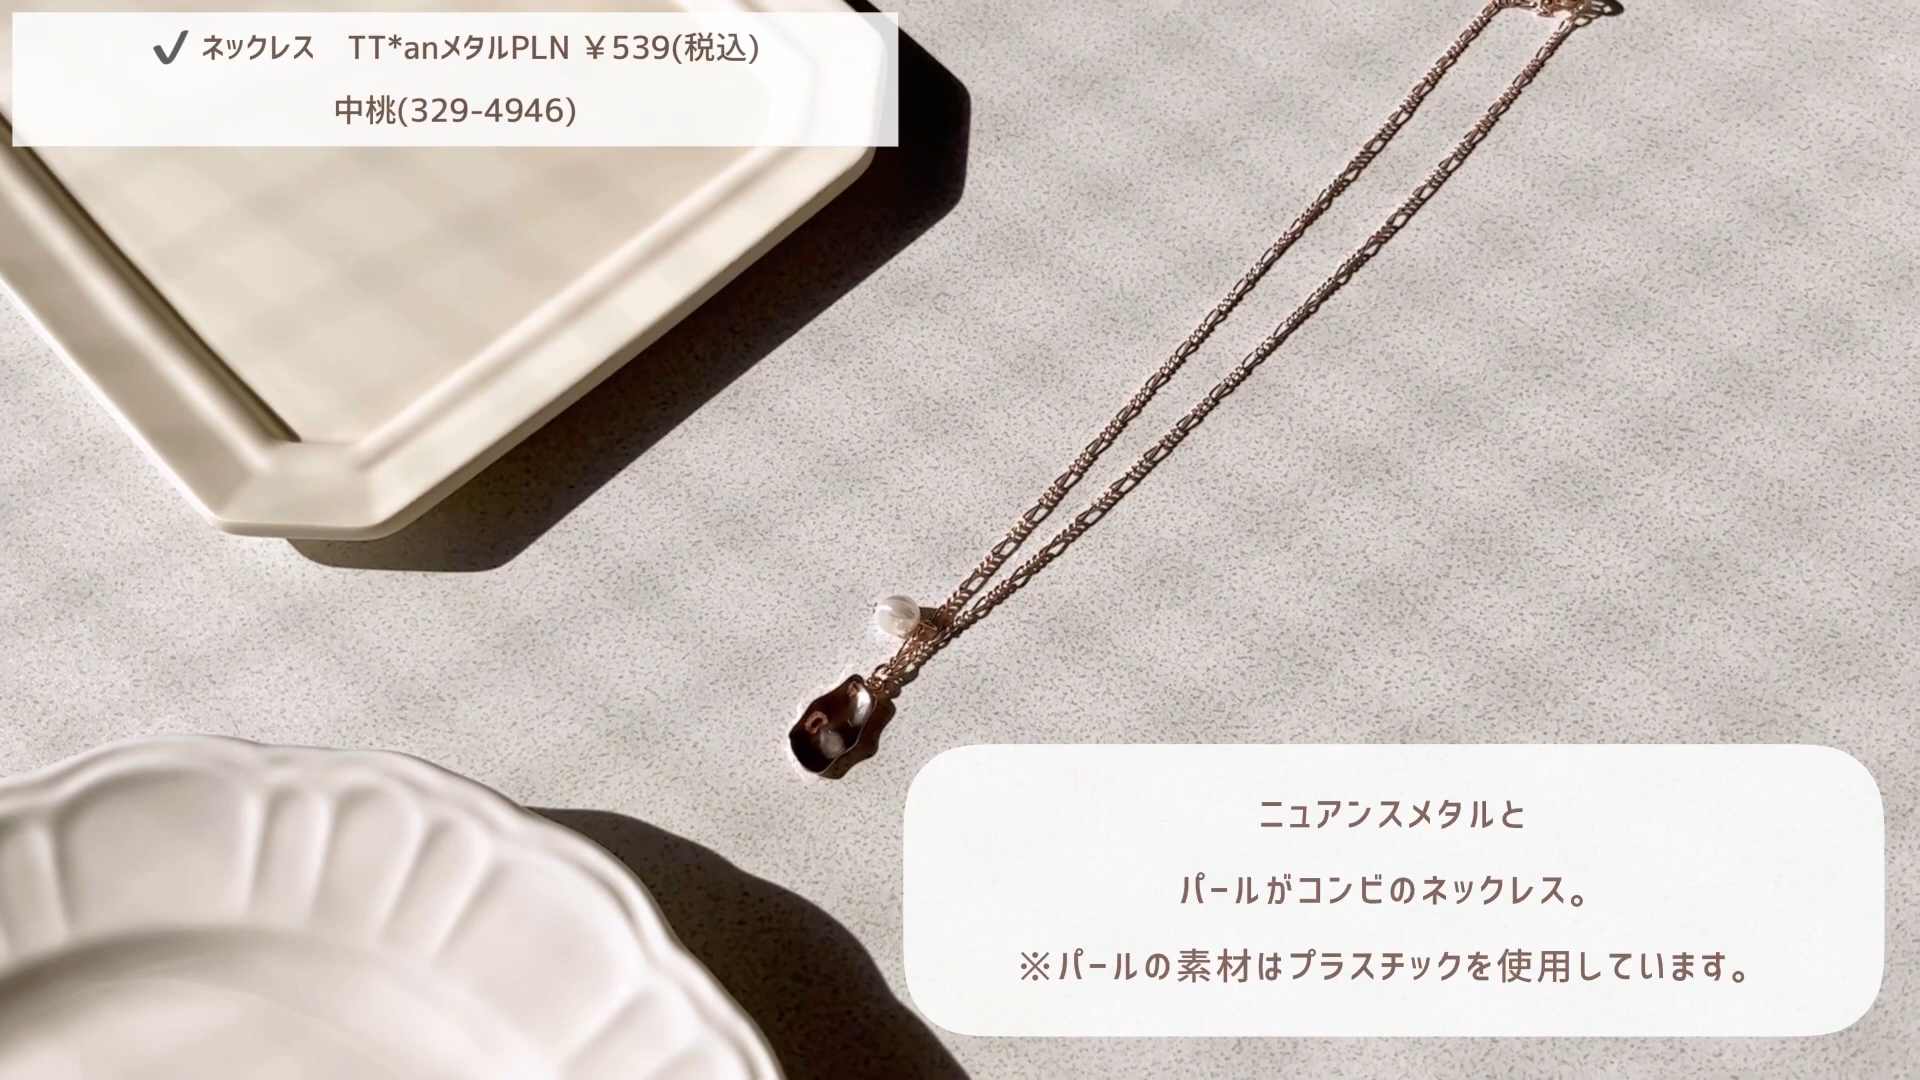 ✓ ネックレス　TT*anメタルPLN ￥539(税込)
中桃(329-4946)
ニュアンスメタルと
パールがコンビのネックレス。
※パールの素材はプラスチックを使用しています。